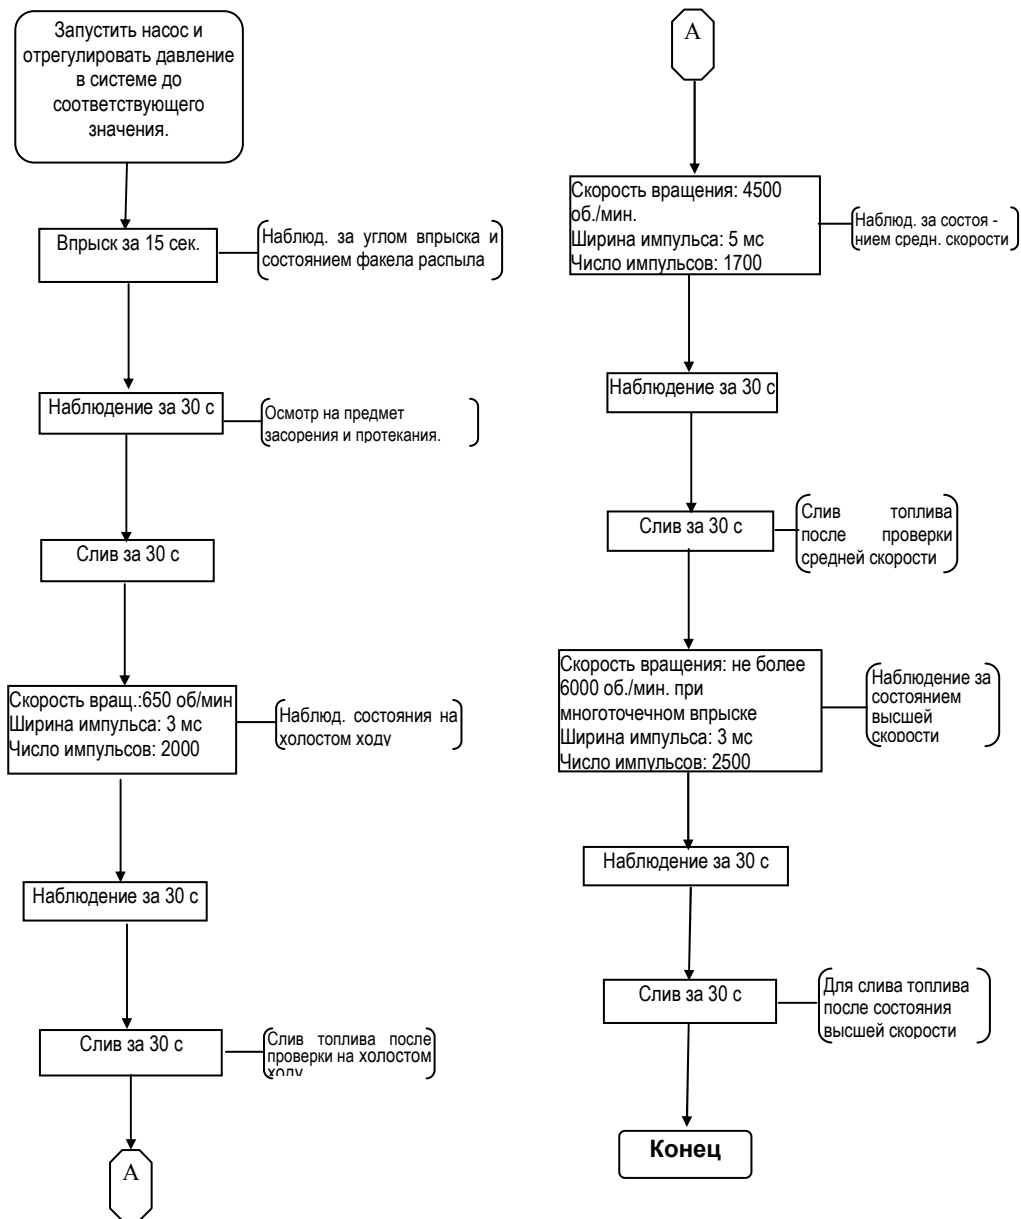 Запустить насос и
отрегулировать давление
в системе до
соответствующего
значения.
Впрыск за 15 сек.
Наблюд. за углом впрыска и
состоянием факела распыла
Наблюдение за 30 с
Осмотр на предмет
засорения и протекания.
Слив за 30 с
Скорость вращ.:650 об/мин
Ширина импульса: 3 мс
Число импульсов: 2000
Наблюд. состояния на
холостом ходу
Наблюдение за 30 с
Слив за 30 с
Слив топлива после
проверки на холостом
ходу
А
А
Скорость вращения: 4500
об./мин.
Ширина импульса: 5 мс
Число импульсов: 1700
Наблюд. за состоя -
нием средн. скорости
Наблюдение за 30 с
Слив за 30 с
Слив топлива
после проверки
средней скорости
Скорость вращения: не более
6000 об./мин. при
многоточечном впрыске
Ширина импульса: 3 мс
Число импульсов: 2500
Наблюдение за
состоянием
высшей
скорости
Наблюдение за 30 с
Слив за 30 с
Для слива топлива
после состояния
высшей скорости
Конец